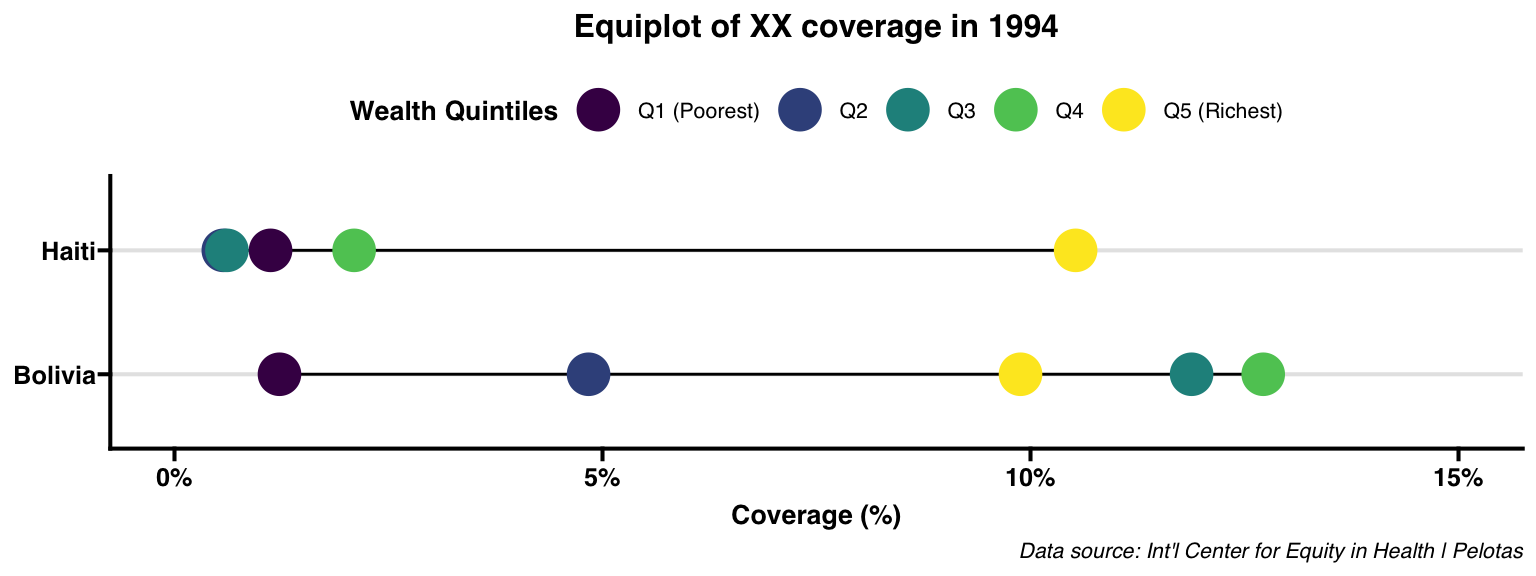 Equiplot of XX coverage in 1994
Wealth Quintiles Q1 (Poorest) Q2 Q3 Q4 Q5 (Richest)
Haiti
Bolivia
0% 5% 10% 15%
Coverage (%)
Data source: Int'l Center for Equity in Health | Pelotas